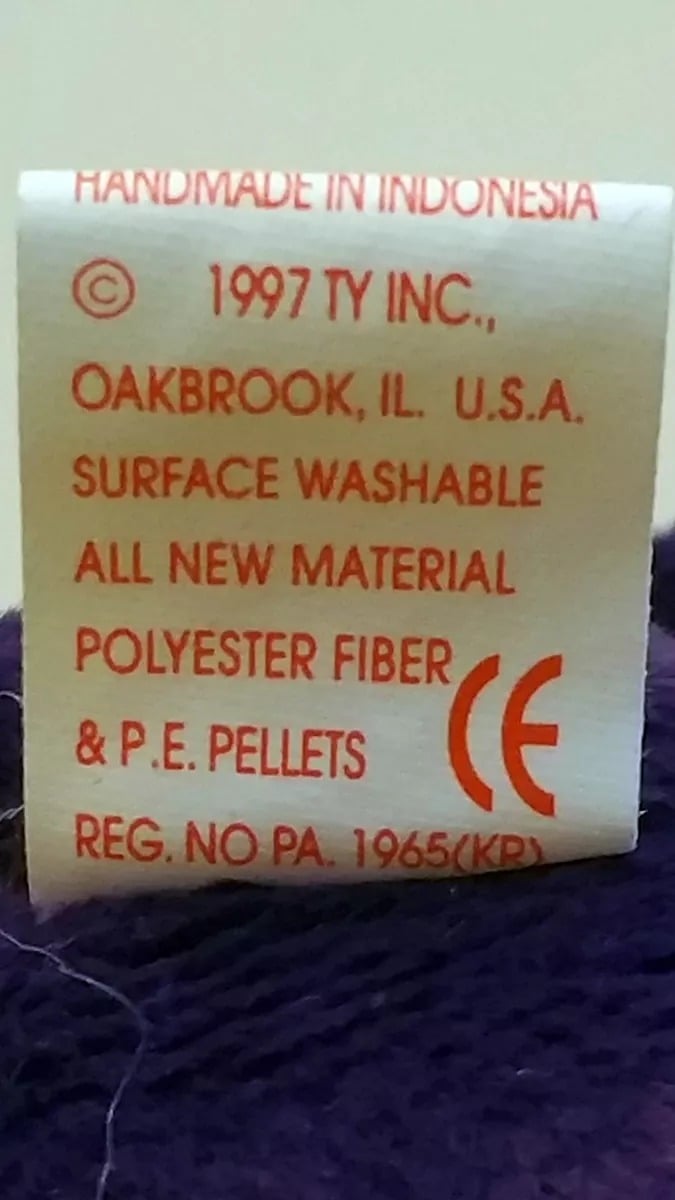 HANDMADE IN INDONESIA
© 1997 TY INC.,
OAKBROOK, IL. U.S.A.
SURFACE WASHABLE
ALL NEW MATERIAL
POLYESTER FIBER
& P.E. PELLETS CE
REG. NO PA. 1965(KR)